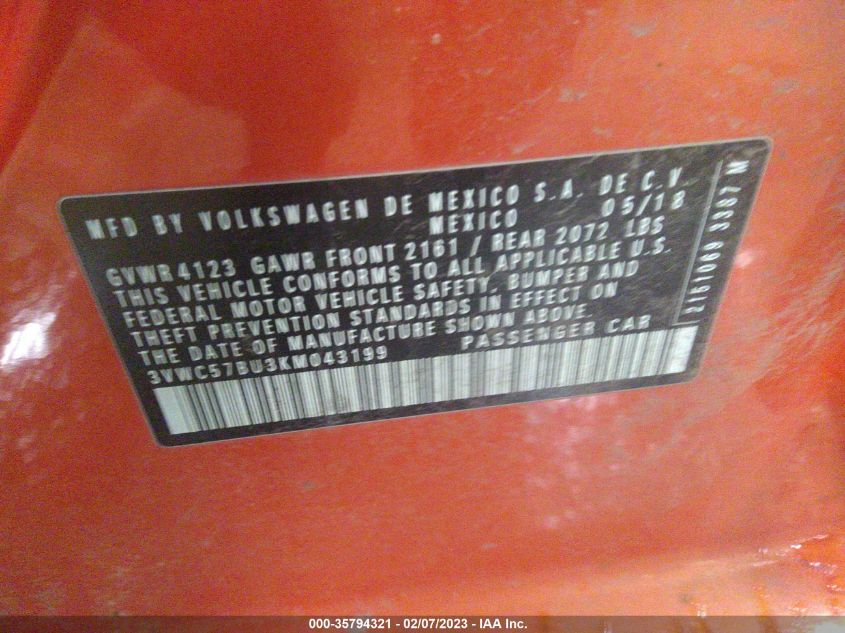 MFD BY VOLKSWAGEN DE MEXICO S.A. DE C.V.
MEXICO 05/18
GVWR 4123 GAWR FRONT 2161 / REAR 2072 LBS
THIS VEHICLE CONFORMS TO ALL APPLICABLE U.S.
FEDERAL MOTOR VEHICLE SAFETY, BUMPER AND
THEFT PREVENTION STANDARDS IN EFFECT ON
THE DATE OF MANUFACTURE SHOWN ABOVE.
3VWC57BU3KM043199 PASSENGER CAR
2161069 3387 M
000-35794321 - 02/07/2023 - IAA Inc.